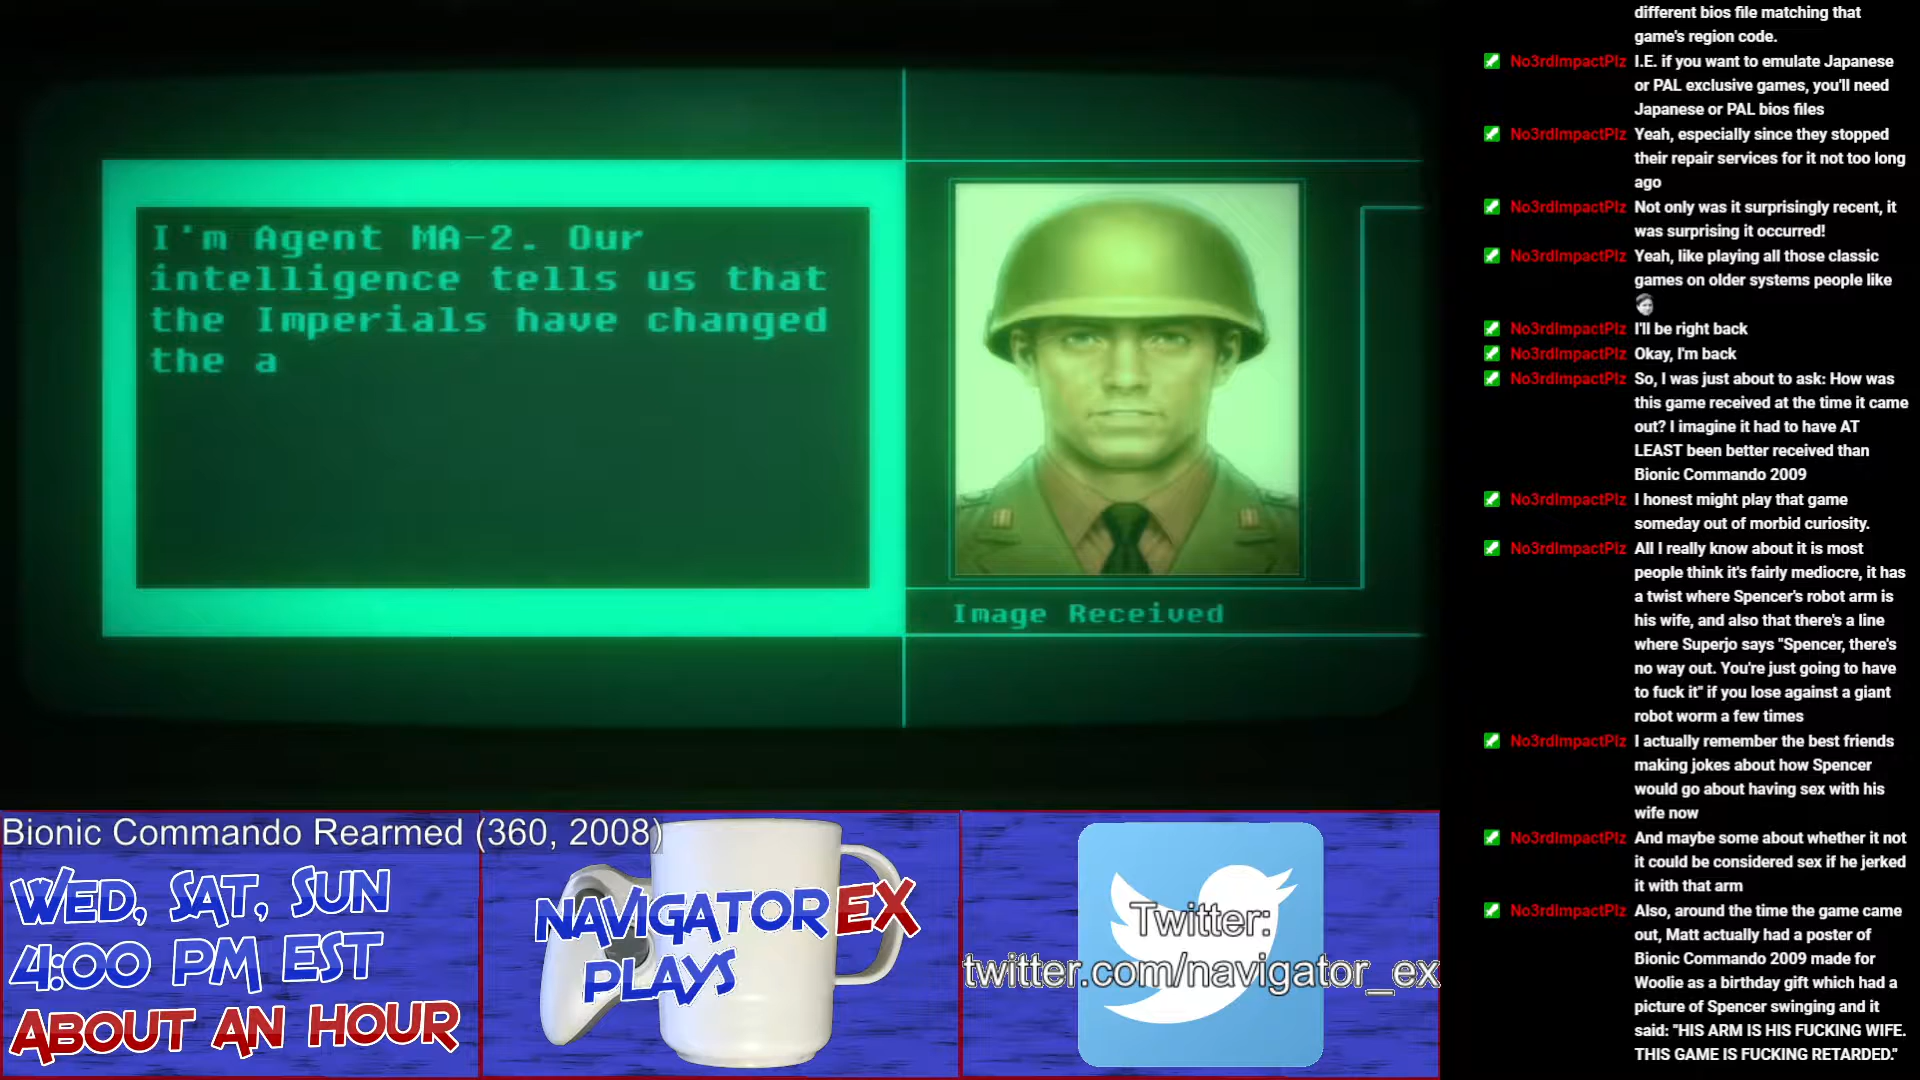 I'm Agent MA-2. Our
intelligence tells us that
the Imperials have changed
the a
Image Received
Bionic Commando Rearmed (360, 2008)
WED, SAT, SUN
4:00 PM EST
ABOUT AN HOUR
NAVIGATOR EX
PLAYS
Twitter:
twitter.com/navigator_ex
different bios file matching that
game's region code.
No3rdImpactPlz I.E. if you want to emulate Japanese
or PAL exclusive games, you'll need
Japanese or PAL bios files
No3rdImpactPlz Yeah, especially since they stopped
their repair services for it not too long
ago
No3rdImpactPlz Not only was it surprisingly recent, it
was surprising it occurred!
No3rdImpactPlz Yeah, like playing all those classic
games on older systems people like
No3rdImpactPlz I'll be right back
No3rdImpactPlz Okay, I'm back
No3rdImpactPlz So, I was just about to ask: How was
this game received at the time it came
out? I imagine it had to have AT
LEAST been better received than
Bionic Commando 2009
No3rdImpactPlz I honest might play that game
someday out of morbid curiosity.
No3rdImpactPlz All I really know about it is most
people think it's fairly mediocre, it has
a twist where Spencer's robot arm is
his wife, and also that there's a line
where Superjo says "Spencer, there's
no way out. You're just going to have
to fuck it" if you lose against a giant
robot worm a few times
No3rdImpactPlz I actually remember the best friends
making jokes about how Spencer
would go about having sex with his
wife now
No3rdImpactPlz And maybe some about whether it not
it could be considered sex if he jerked
it with that arm
No3rdImpactPlz Also, around the time the game came
out, Matt actually had a poster of
Bionic Commando 2009 made for
Woolie as a birthday gift which had a
picture of Spencer swinging and it
said: "HIS ARM IS HIS FUCKING WIFE.
THIS GAME IS FUCKING RETARDED."